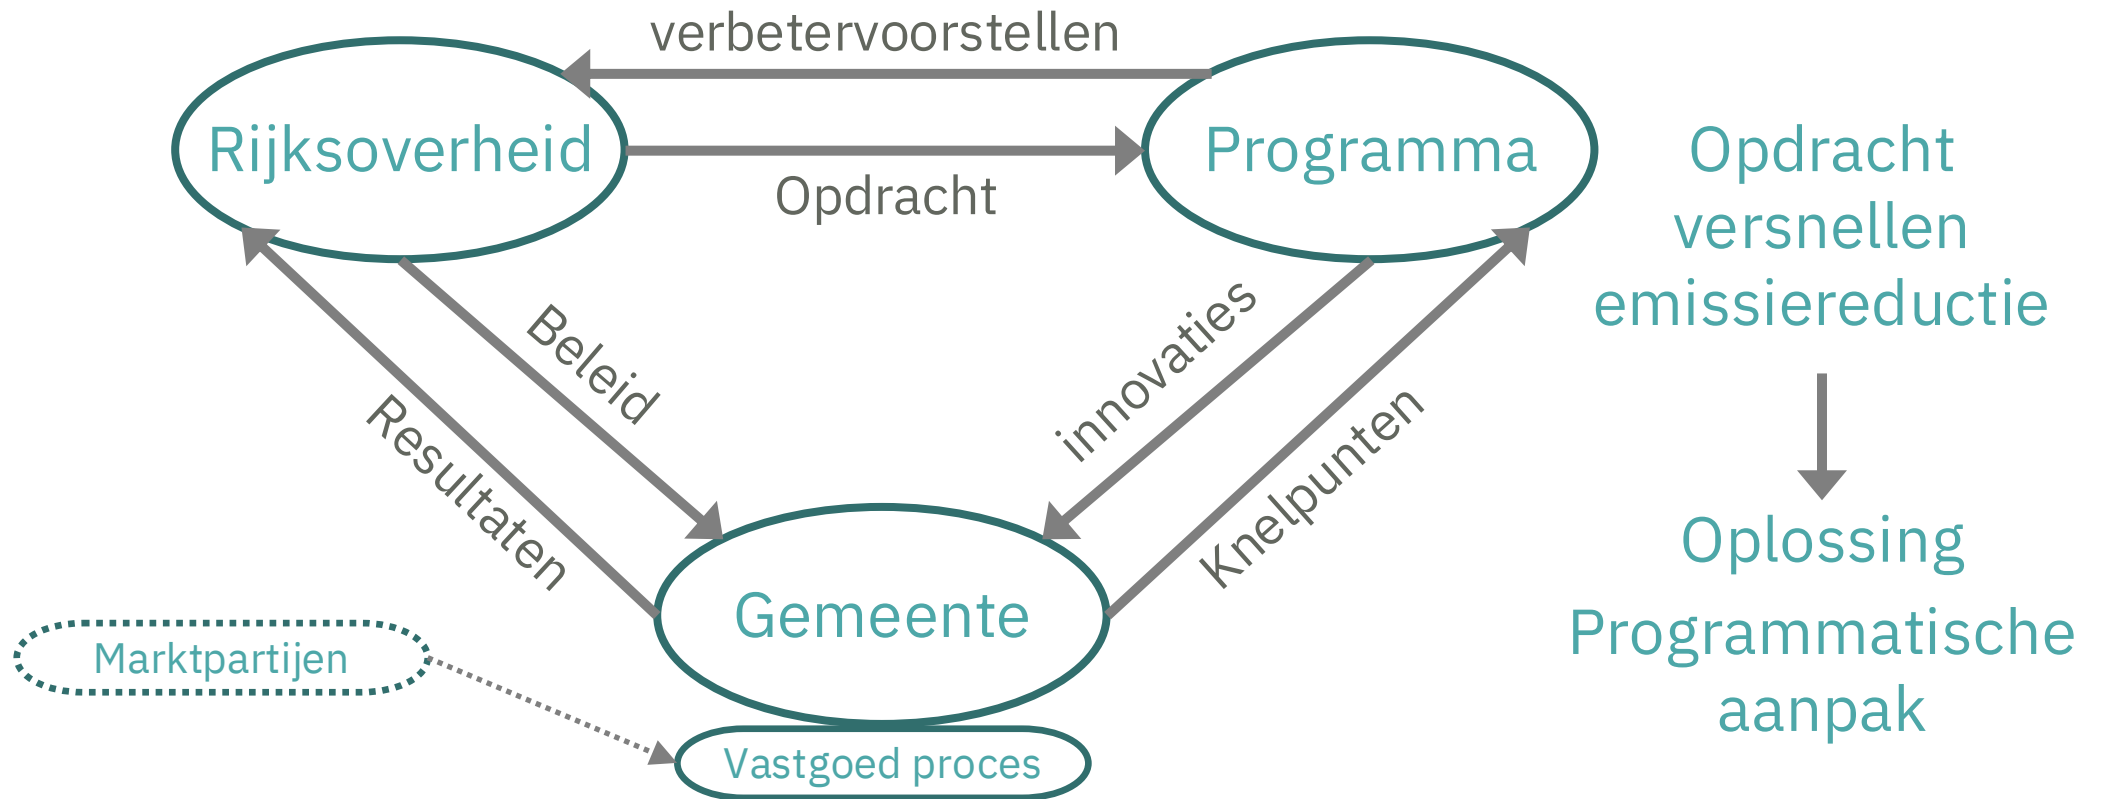 verbetervoorstellen
Rijksoverheid
Programma
Opdracht
Opdracht
versnellen
emissiereductie
Beleid
innovaties
Resultaten
Knelpunten
Oplossing
Gemeente
Programmatische
aanpak
Marktpartijen
Vastgoed proces